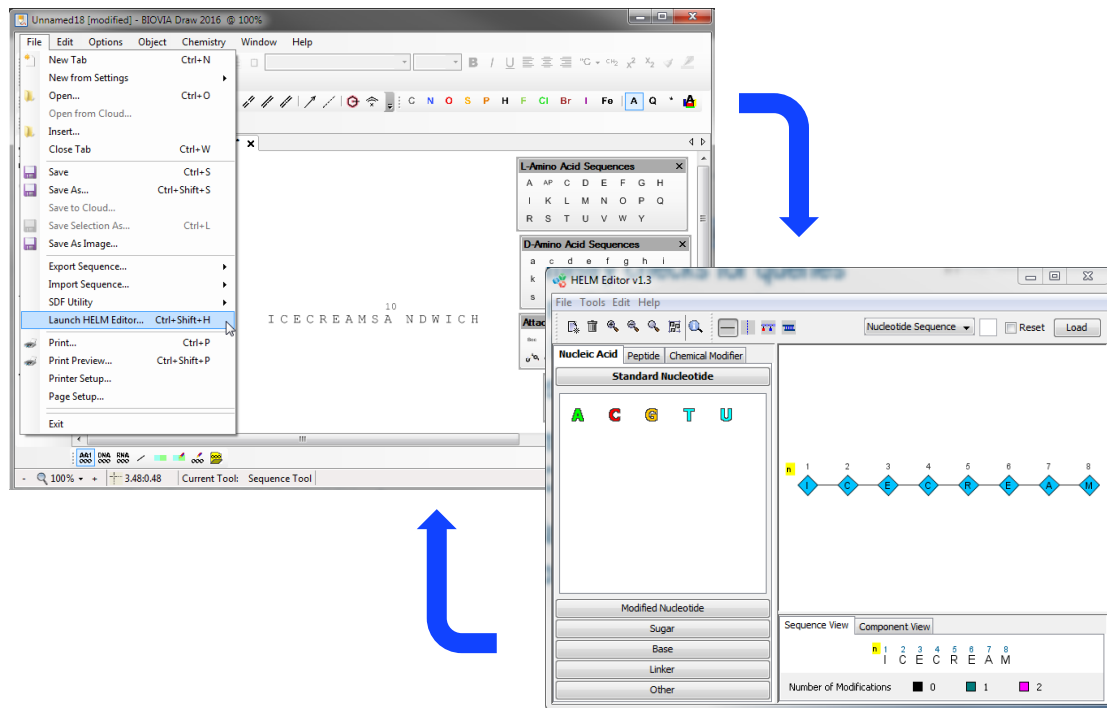 Unnamed18 [modified] - BIOVIA Draw 2016 @ 100%
File Edit Options Object Chemistry Window Help
New Tab Ctrl+N
New from Settings
Open... Ctrl+O
Open from Cloud...
Insert...
Close Tab Ctrl+W
Save Ctrl+S
Save As... Ctrl+Shift+S
Save to Cloud...
Save Selection As... Ctrl+L
Save As Image...
Export Sequence...
Import Sequence...
SDF Utility
Launch HELM Editor... Ctrl+Shift+H
Print... Ctrl+P
Print Preview... Ctrl+Shift+P
Printer Setup...
Page Setup...
Exit
B I U °C CH2 x² x₂
C N O S P H F Cl Br I Fe A Q *
L-Amino Acid Sequences
A AP C D E F G H
I K L M N O P Q
R S T U V W Y
D-Amino Acid Sequences
a c d e f g h i
k
s
10
ICECREAMSA NDWICH
AA1 DNA RNA
- 100% + 3.48:0.48 Current Tool: Sequence Tool
HELM Editor v1.3
File Tools Edit Help
Nucleotide Sequence Reset Load
Nucleic Acid Peptide Chemical Modifier
Standard Nucleotide
A C G T U
Modified Nucleotide
Sugar
Base
Linker
Other
n 1 2 3 4 5 6 7 8
I C E C R E A M
Sequence View Component View
n 1 2 3 4 5 6 7 8
I C E C R E A M
Number of Modifications 0 1 2